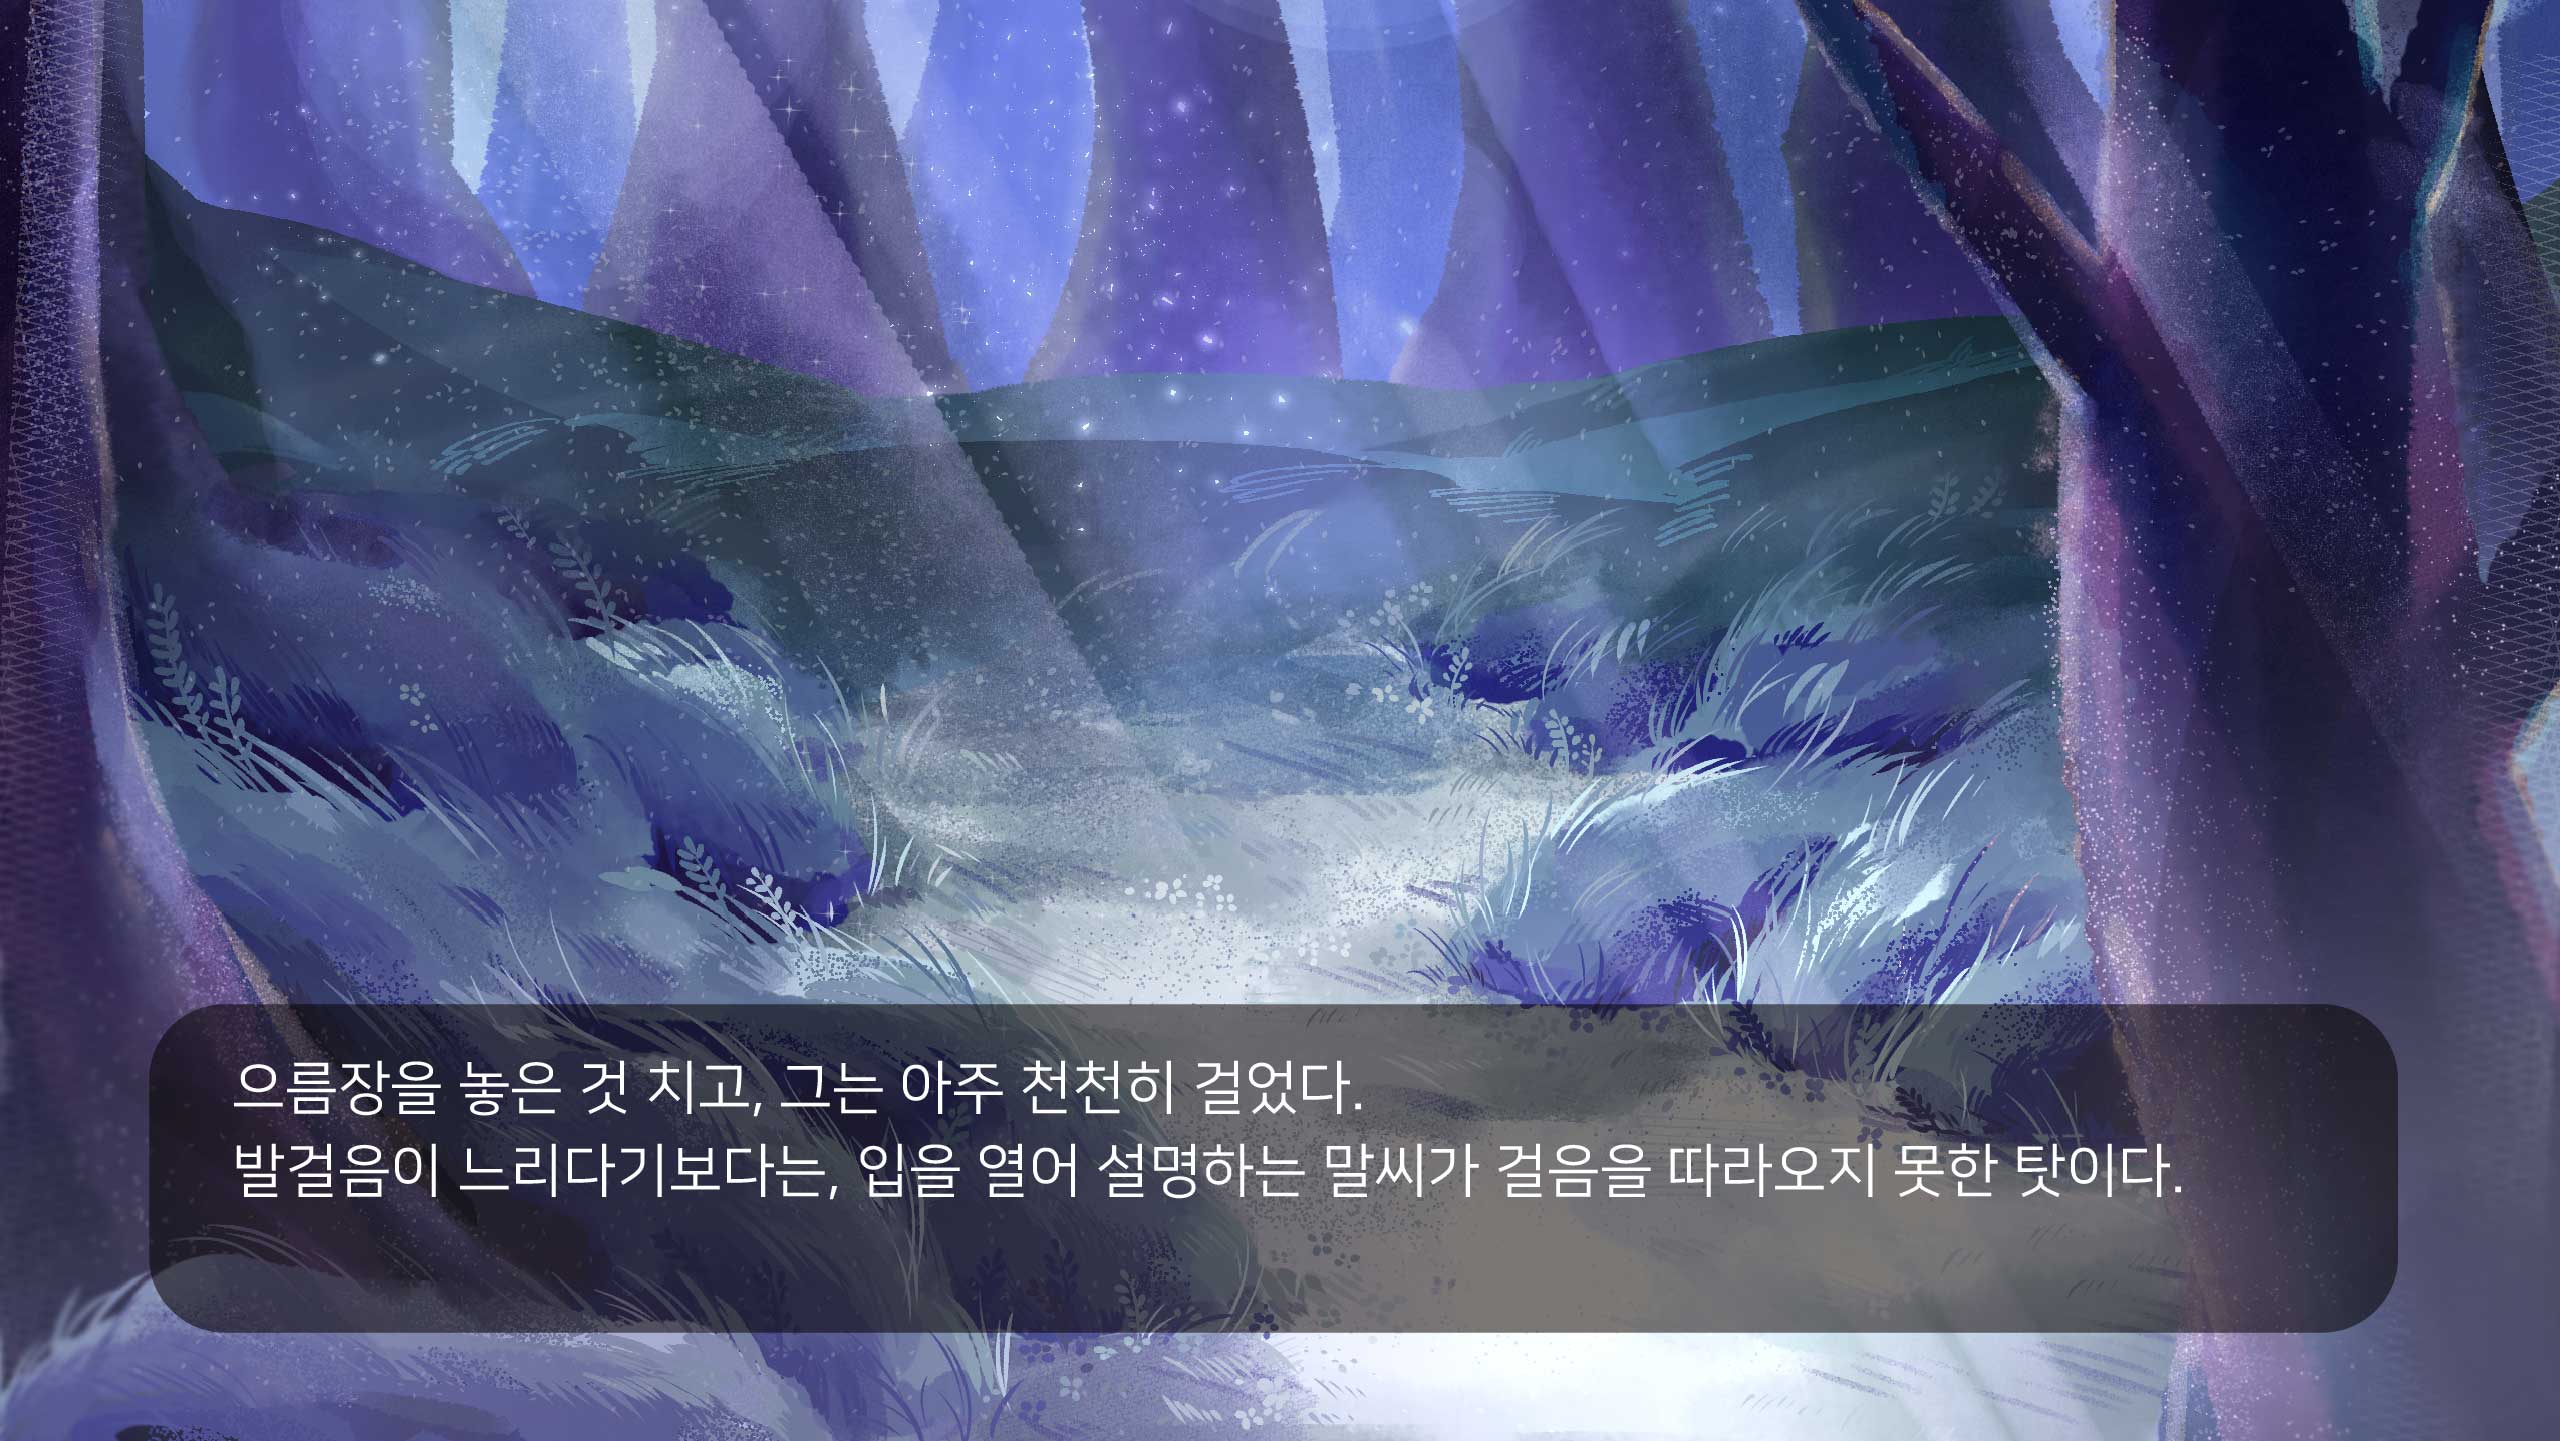 으름장을 놓은 것 치고, 그는 아주 천천히 걸었다.
발걸음이 느리다기보다는, 입을 열어 설명하는 말씨가 걸음을 따라오지 못한 탓이다.